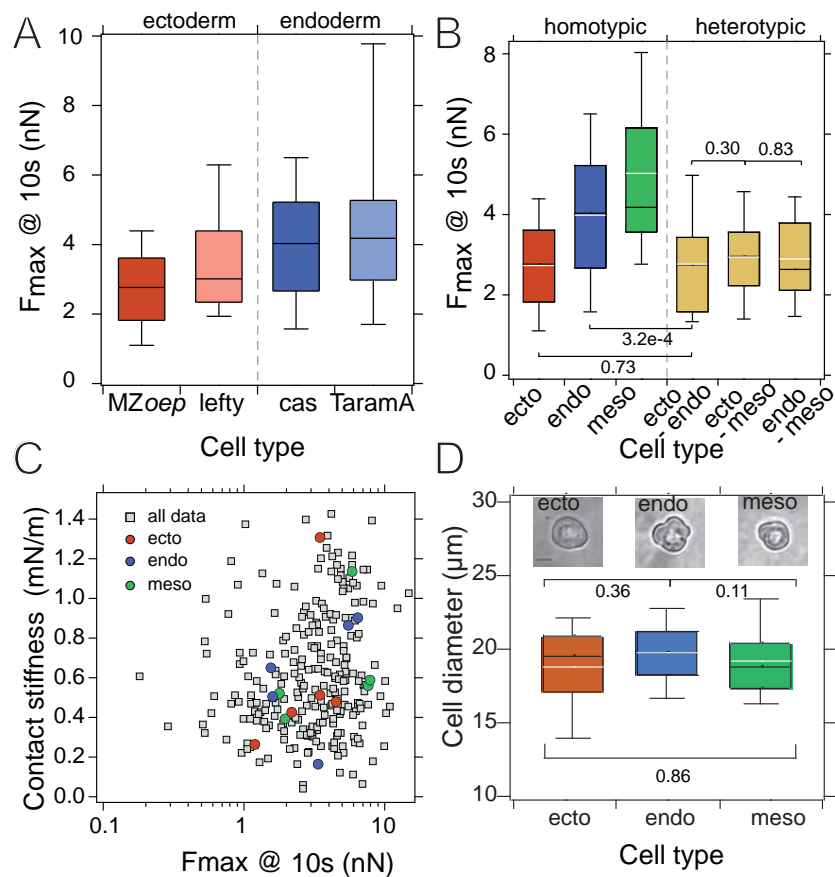 A
ectoderm endoderm
10
8
6
4
2
0
Fmax @ 10s (nN)
MZoep lefty cas TaramA
Cell type
B
homotypic heterotypic
8
6
4
2
0
Fmax @ 10s (nN)
0.30 0.83
3.2e-4
0.73
ecto
endo
meso
ecto
- endo
ecto
- meso
endo
- meso
Cell type
C
1.4
1.2
1.0
0.8
0.6
0.4
0.2
0.0
Contact stiffness (mN/m)
all data
ecto
endo
meso
0.1 1 10
Fmax @ 10s (nN)
D
30
25
20
15
10
Cell diameter (µm)
ecto endo meso
0.36 0.11
0.86
ecto endo meso
Cell type